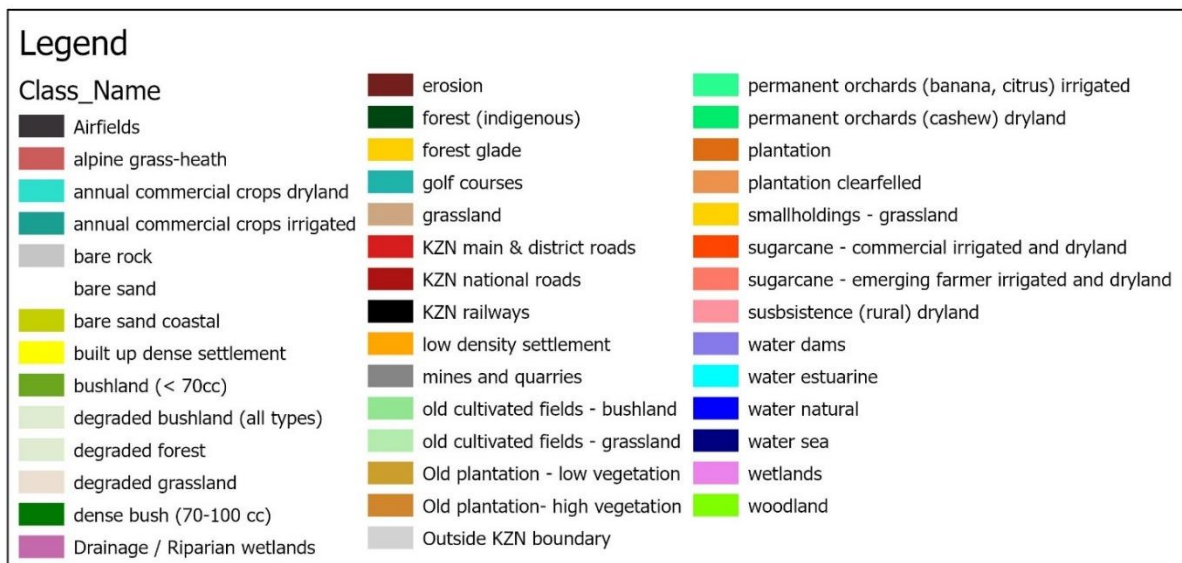 Legend
Class_Name
Airfields
alpine grass-heath
annual commercial crops dryland
annual commercial crops irrigated
bare rock
bare sand
bare sand coastal
built up dense settlement
bushland (< 70cc)
degraded bushland (all types)
degraded forest
degraded grassland
dense bush (70-100 cc)
Drainage / Riparian wetlands
erosion
forest (indigenous)
forest glade
golf courses
grassland
KZN main & district roads
KZN national roads
KZN railways
low density settlement
mines and quarries
old cultivated fields - bushland
old cultivated fields - grassland
Old plantation - low vegetation
Old plantation- high vegetation
Outside KZN boundary
permanent orchards (banana, citrus) irrigated
permanent orchards (cashew) dryland
plantation
plantation clearfelled
smallholdings - grassland
sugarcane - commercial irrigated and dryland
sugarcane - emerging farmer irrigated and dryland
susbsistence (rural) dryland
water dams
water estuarine
water natural
water sea
wetlands
woodland